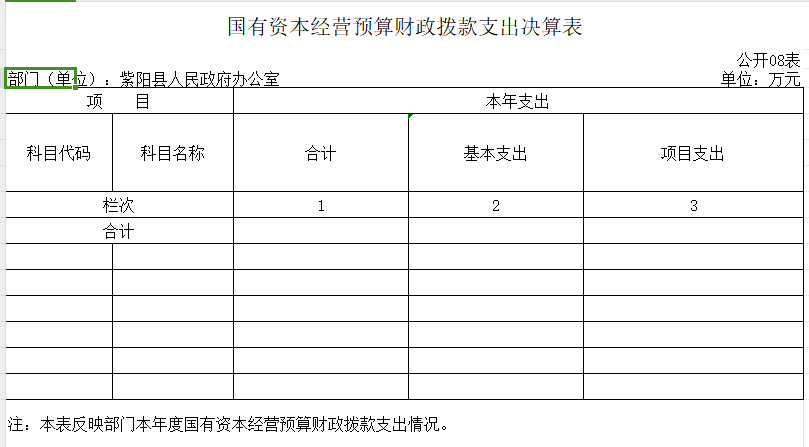 国有资本经营预算财政拨款支出决算表
公开08表
部门（单位）：紫阳县人民政府办公室 单位：万元
项 目 本年支出
科目代码 科目名称 合计 基本支出 项目支出
栏次 1 2 3
合计
注：本表反映部门本年度国有资本经营预算财政拨款支出情况。